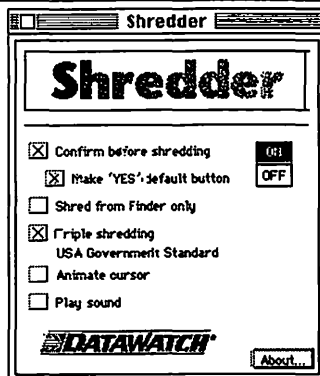 Shredder
Shredder
Confirm before shredding
ON
Make 'YES' default button
OFF
Shred from Finder only
Triple shredding
USA Government Standard
Animate cursor
Play sound
DATAWATCH
About...